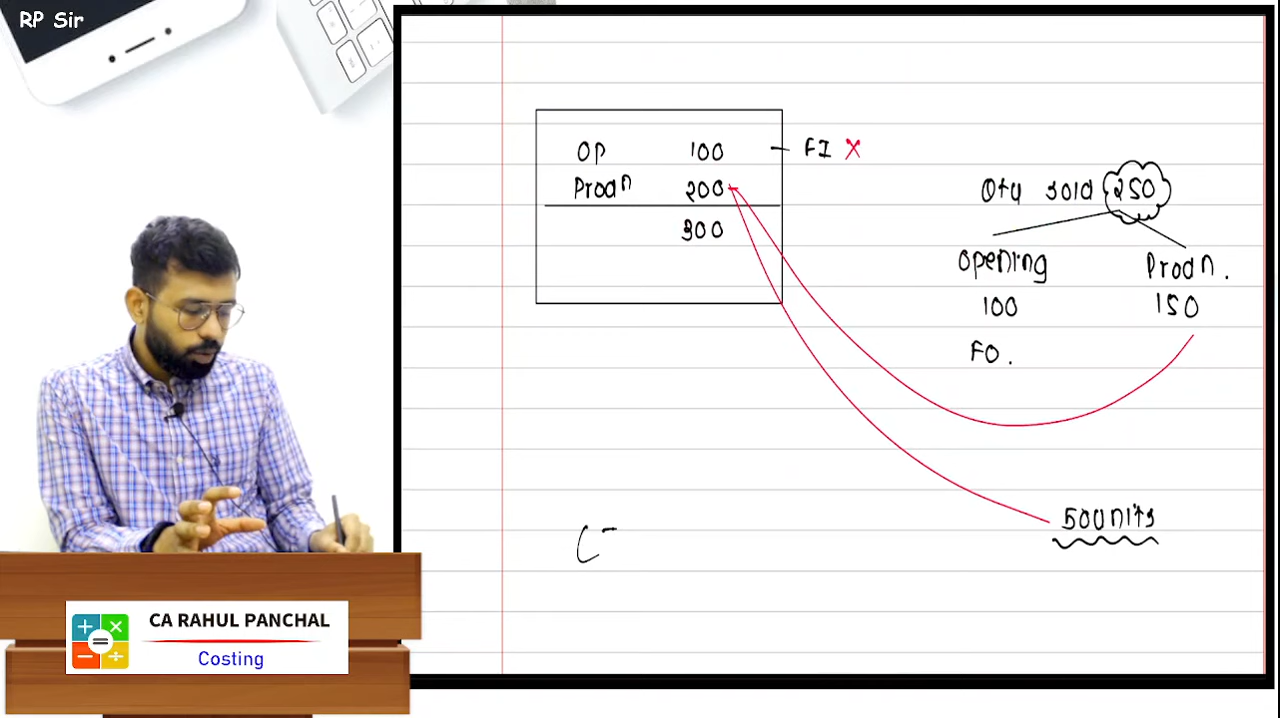 RP Sir
OP 100 - FI X
Prodn 200
300
Qty sold 250
Opening Prodn.
100 150
FO.
50 Units
CA RAHUL PANCHAL
Costing